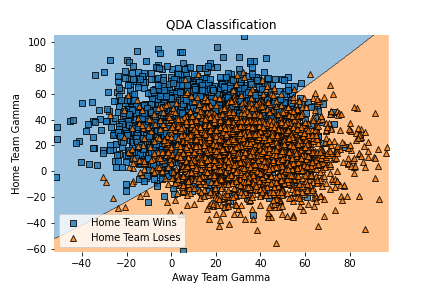 QDA Classification
100
80
60
40
20
0
−20
−40
−60
Home Team Gamma
Home Team Wins
Home Team Loses
−40 −20 0 20 40 60 80
Away Team Gamma